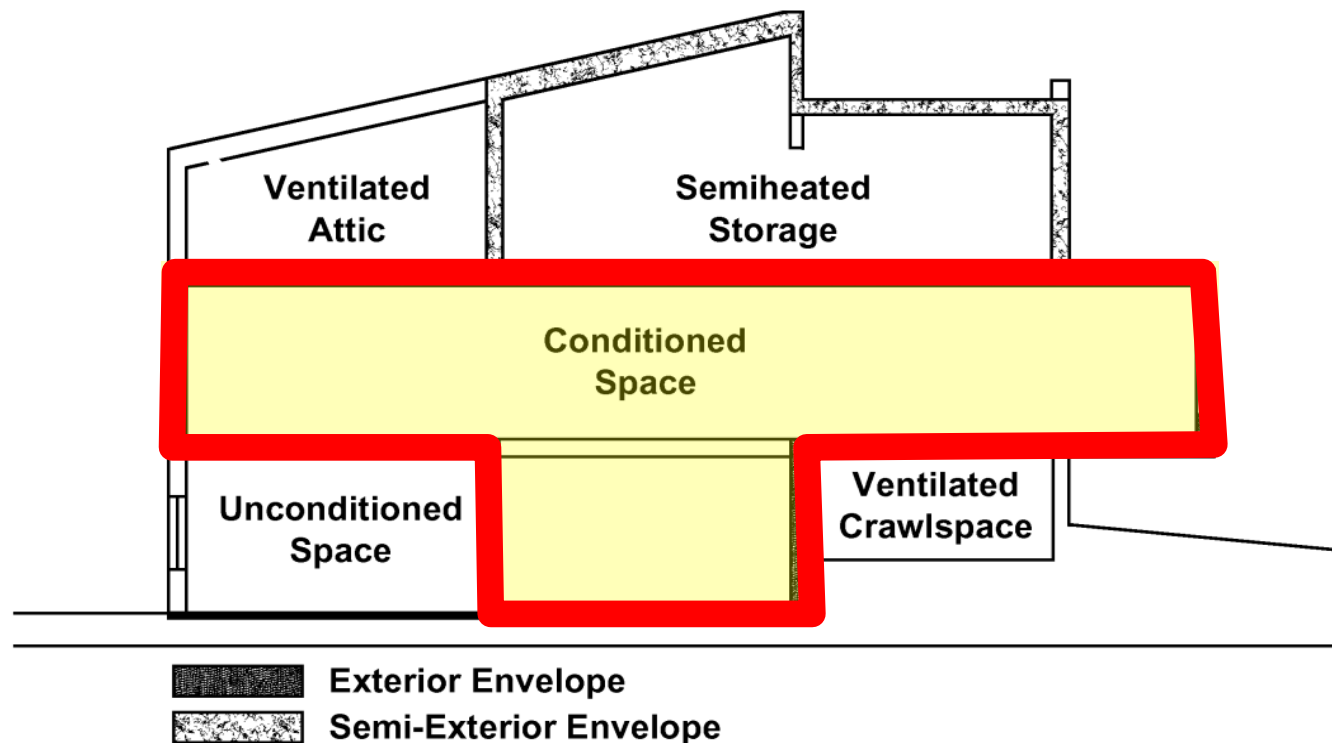 Ventilated
Attic
Semiheated
Storage
Conditioned
Space
Unconditioned
Space
Ventilated
Crawlspace
Exterior Envelope
Semi-Exterior Envelope